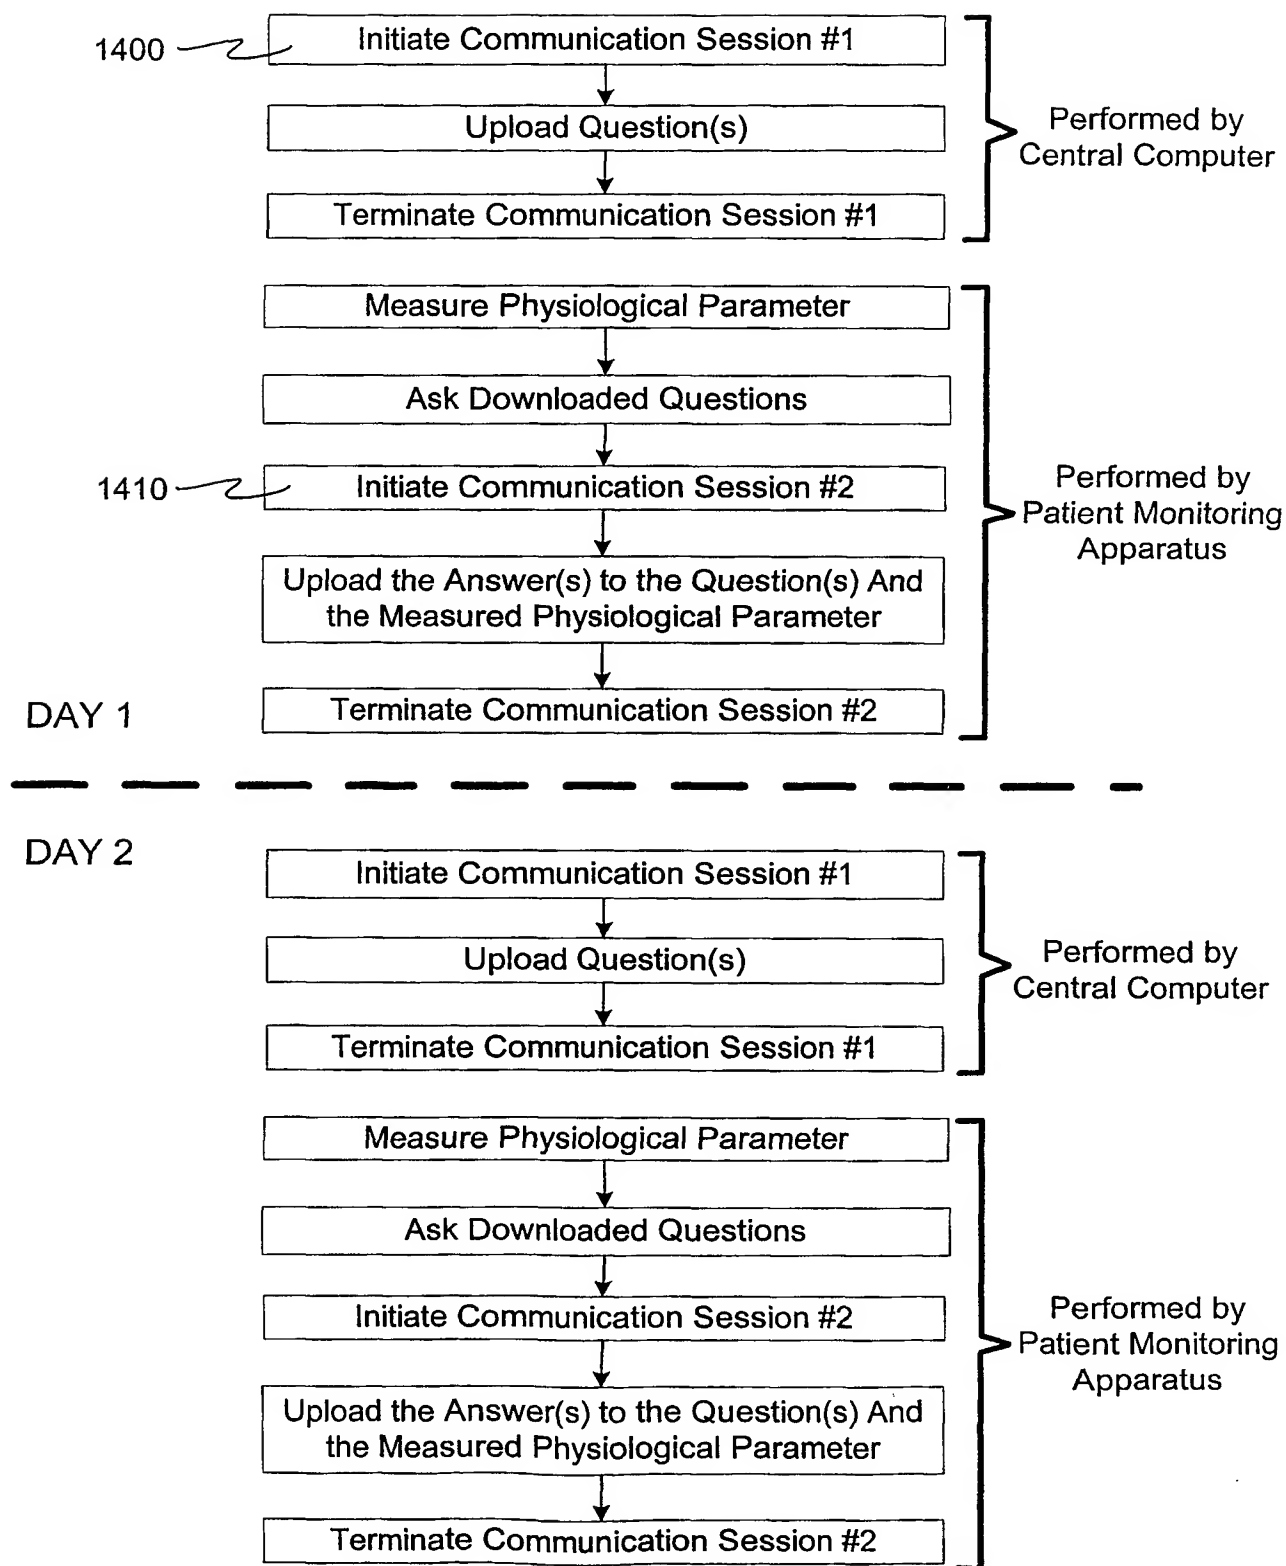 1400
Initiate Communication Session #1
Upload Question(s)
Terminate Communication Session #1
Performed by
Central Computer
Measure Physiological Parameter
Ask Downloaded Questions
1410
Initiate Communication Session #2
Upload the Answer(s) to the Question(s) And
the Measured Physiological Parameter
Terminate Communication Session #2
Performed by
Patient Monitoring
Apparatus
DAY 1
DAY 2
Initiate Communication Session #1
Upload Question(s)
Terminate Communication Session #1
Performed by
Central Computer
Measure Physiological Parameter
Ask Downloaded Questions
Initiate Communication Session #2
Upload the Answer(s) to the Question(s) And
the Measured Physiological Parameter
Terminate Communication Session #2
Performed by
Patient Monitoring
Apparatus